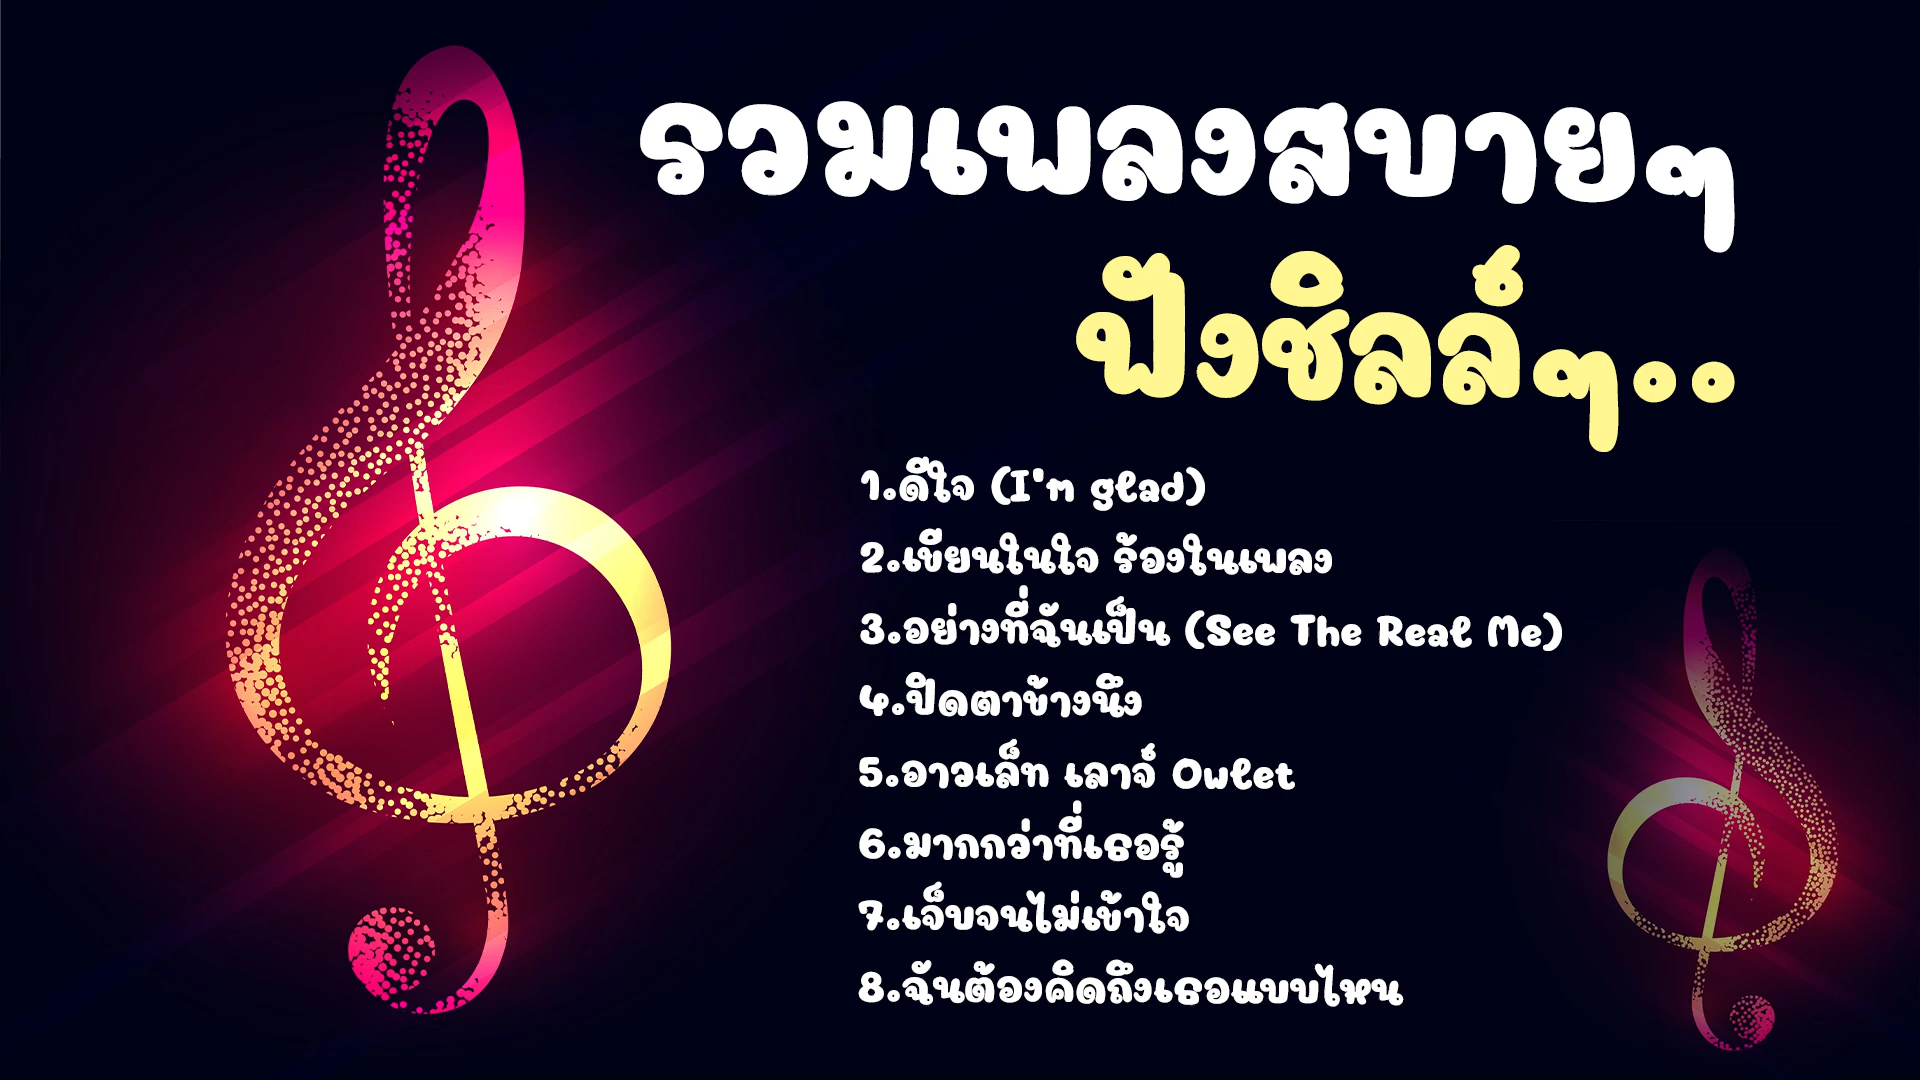 รวมเพลงสบายๆ
ฟังชิลล์ๆ..
1.ดีใจ (I'm glad)
2.เขียนในใจ ร้องในเพลง
3.อย่างที่ฉันเป็น (See The Real Me)
4.ปิดตาข้างนึง
5.อาวเล็ท เลาจ์ Owlet
6.มากกว่าที่เธอรู้
7.เจ็บจนไม่เข้าใจ
8.ฉันต้องคิดถึงเธอแบบไหน